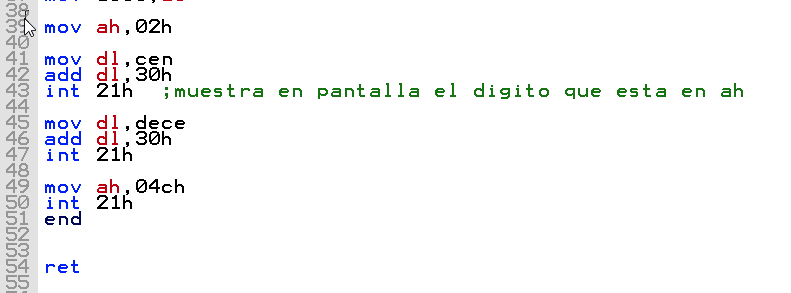 38
39 mov ah,02h
40
41 mov dl,cen
42 add dl,30h
43 int 21h ;muestra en pantalla el digito que esta en ah
44
45 mov dl,dece
46 add dl,30h
47 int 21h
48
49 mov ah,04ch
50 int 21h
51 end
52
53
54 ret
55